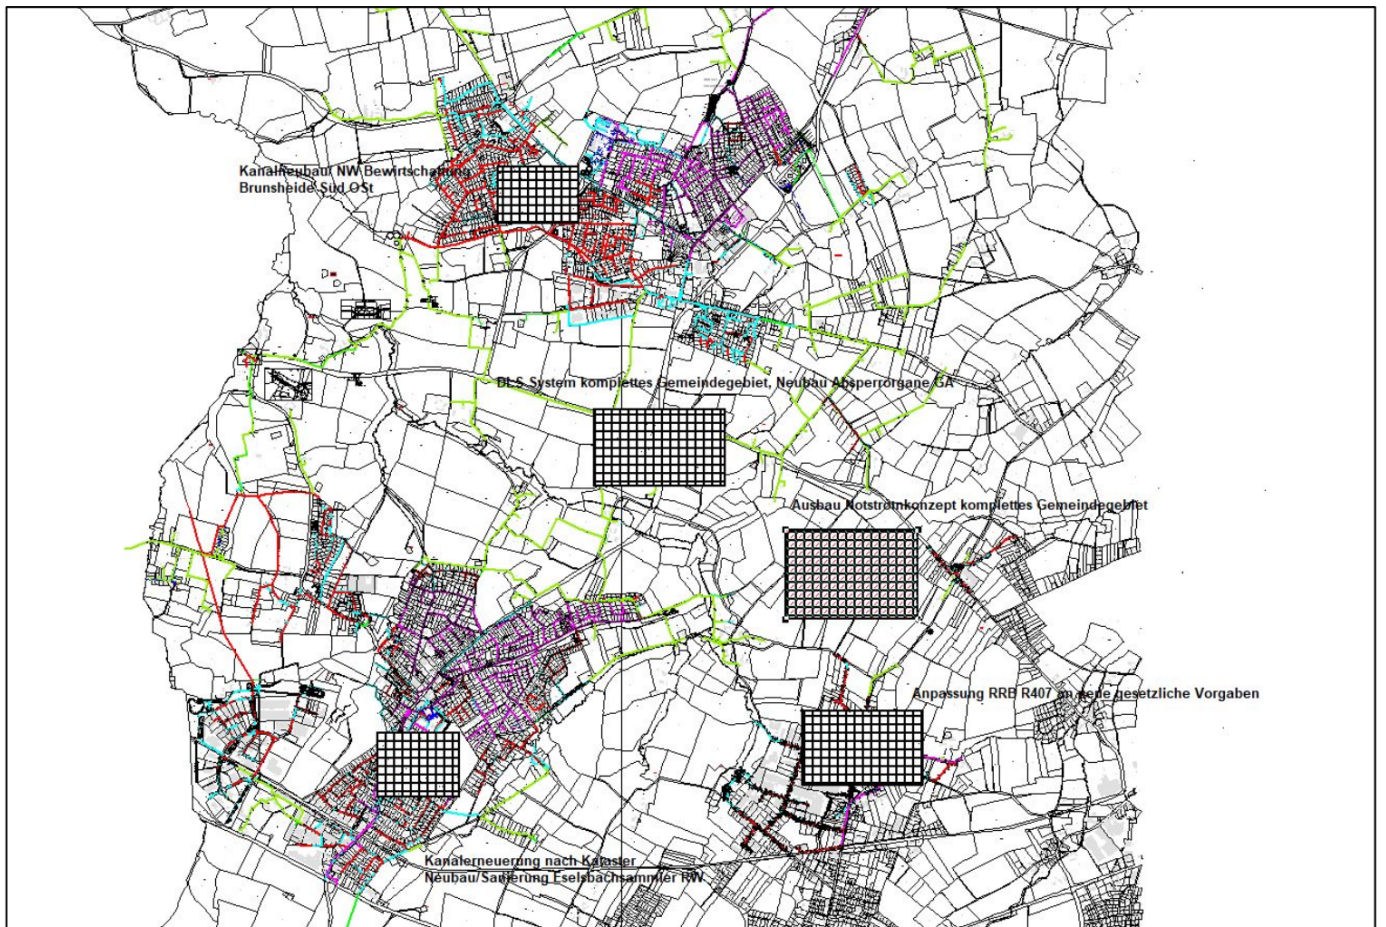 Kanalneubau/ NW Bewirtschaftung
Brunsheide Süd OSt
DLS System komplettes Gemeindegebiet, Neubau Absperrorgane GA
Ausbau Notstromkonzept komplettes Gemeindegebiet
Anpassung RRB R407 an neue gesetzliche Vorgaben
Kanalerneuerung nach Kataster
Neubau/Sanierung Eselsbachsammler RW